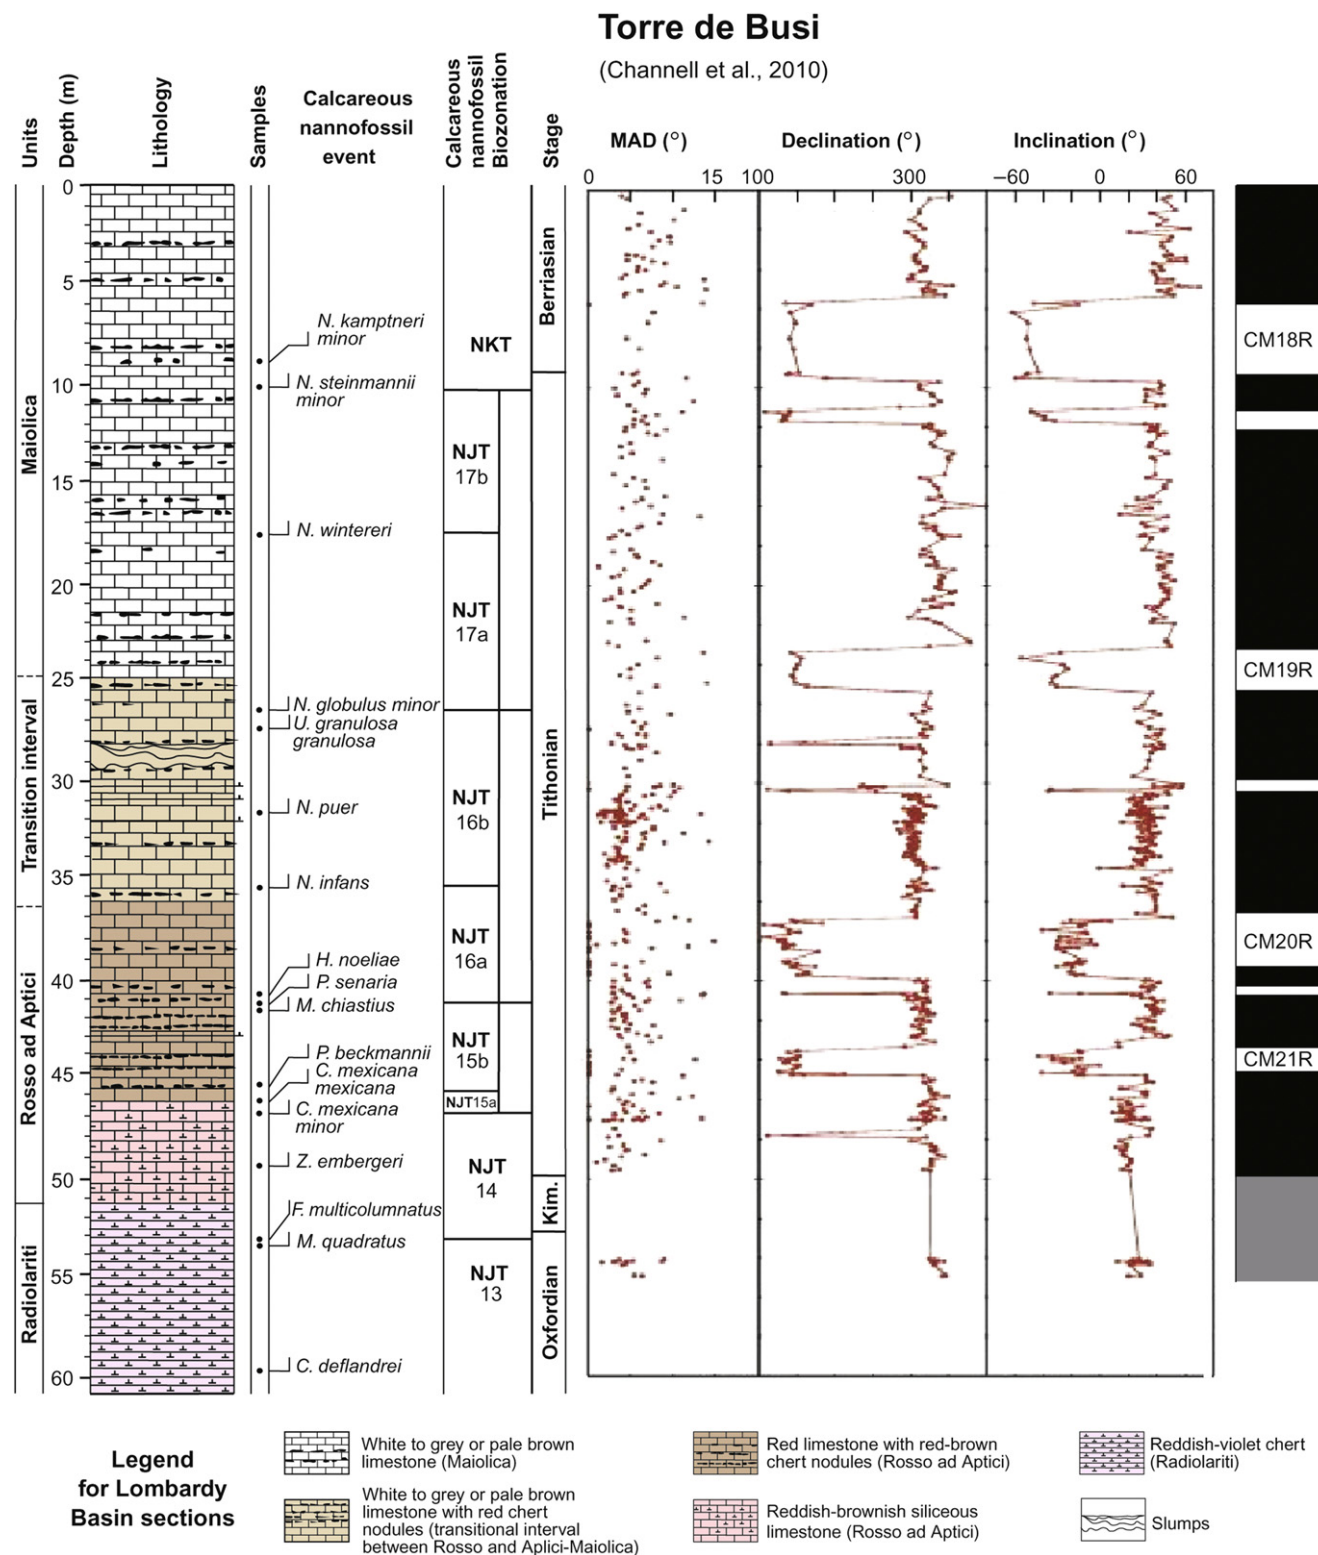 Torre de Busi
(Channell et al., 2010)
Units
Depth (m)
Lithology
Samples
Calcareous
nannofossil
event
Calcareous
nannofossil
Biozonation
Stage
MAD (°)
Declination (°)
Inclination (°)
0
15
100
300
−60
0
60
0
5
10
15
20
25
30
35
40
45
50
55
60
Maiolica
Transition interval
Rosso ad Aptici
Radiolariti
N. kamptneri
minor
N. steinmannii
minor
N. wintereri
N. globulus minor
U. granulosa
granulosa
N. puer
N. infans
H. noeliae
P. senaria
M. chiastius
P. beckmannii
C. mexicana
mexicana
C. mexicana
minor
Z. embergeri
F. multicolumnatus
M. quadratus
C. deflandrei
NKT
NJT
17b
NJT
17a
NJT
16b
NJT
16a
NJT
15b
NJT15a
NJT
14
NJT
13
Berriasian
Tithonian
Kim.
Oxfordian
CM18R
CM19R
CM20R
CM21R
Legend
for Lombardy
Basin sections
White to grey or pale brown
limestone (Maiolica)
White to grey or pale brown
limestone with red chert
nodules (transitional interval
between Rosso and Aplici-Maiolica)
Red limestone with red-brown
chert nodules (Rosso ad Aptici)
Reddish-brownish siliceous
limestone (Rosso ad Aptici)
Reddish-violet chert
(Radiolariti)
Slumps